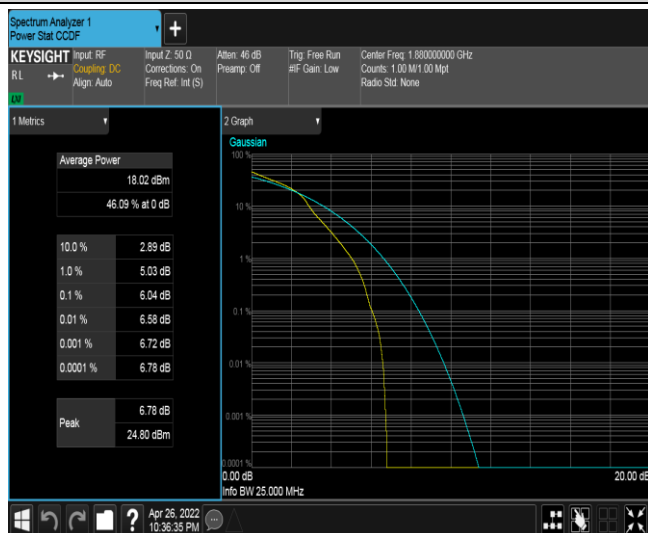 Spectrum Analyzer 1
Power Stat CCDF
KEYSIGHT
RL
LM
Input: RF
Coupling: DC
Align: Auto
Input Z: 50 Ω
Corrections: On
Freq Ref: Int (S)
Atten: 46 dB
Preamp: Off
Trig: Free Run
#IF Gain: Low
Center Freq: 1.880000000 GHz
Counts: 1.00 M/1.00 Mpt
Radio Std: None
1 Metrics
Average Power
18.02 dBm
46.09 % at 0 dB
10.0 % 2.89 dB
1.0 % 5.03 dB
0.1 % 6.04 dB
0.01 % 6.58 dB
0.001 % 6.72 dB
0.0001 % 6.78 dB
Peak
6.78 dB
24.80 dBm
2 Graph
Gaussian
100 %
10 %
1 %
0.1 %
0.01 %
0.001 %
0.0001 %
0.00 dB
20.00 dB
Info BW 25.000 MHz
?
Apr 26, 2022
10:36:35 PM